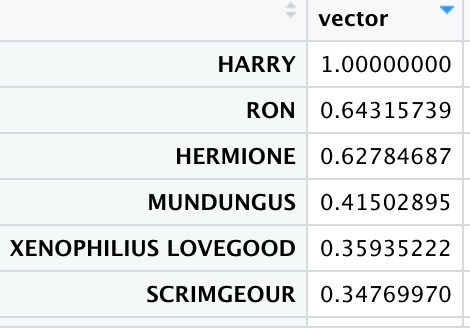 vector
HARRY 1.00000000
RON 0.64315739
HERMIONE 0.62784687
MUNDUNGUS 0.41502895
XENOPHILIUS LOVEGOOD 0.35935222
SCRIMGEOUR 0.34769970